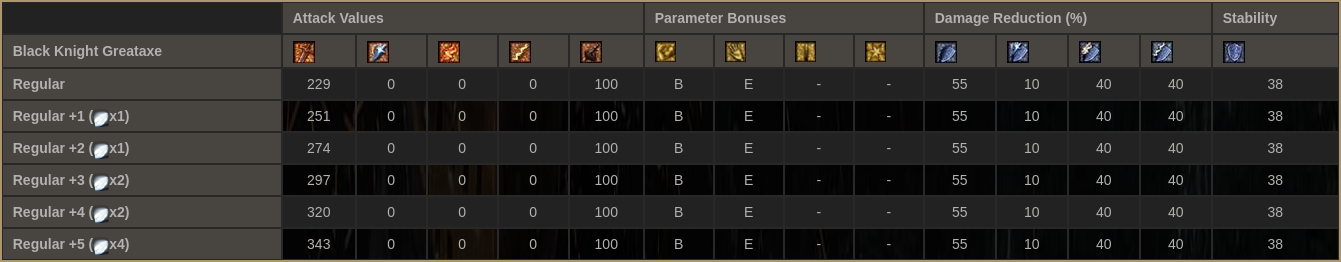 Attack Values Parameter Bonuses Damage Reduction (%) Stability
Black Knight Greataxe
Regular 229 0 0 0 100 B E - - 55 10 40 40 38
Regular +1 (x1) 251 0 0 0 100 B E - - 55 10 40 40 38
Regular +2 (x1) 274 0 0 0 100 B E - - 55 10 40 40 38
Regular +3 (x2) 297 0 0 0 100 B E - - 55 10 40 40 38
Regular +4 (x2) 320 0 0 0 100 B E - - 55 10 40 40 38
Regular +5 (x4) 343 0 0 0 100 B E - - 55 10 40 40 38